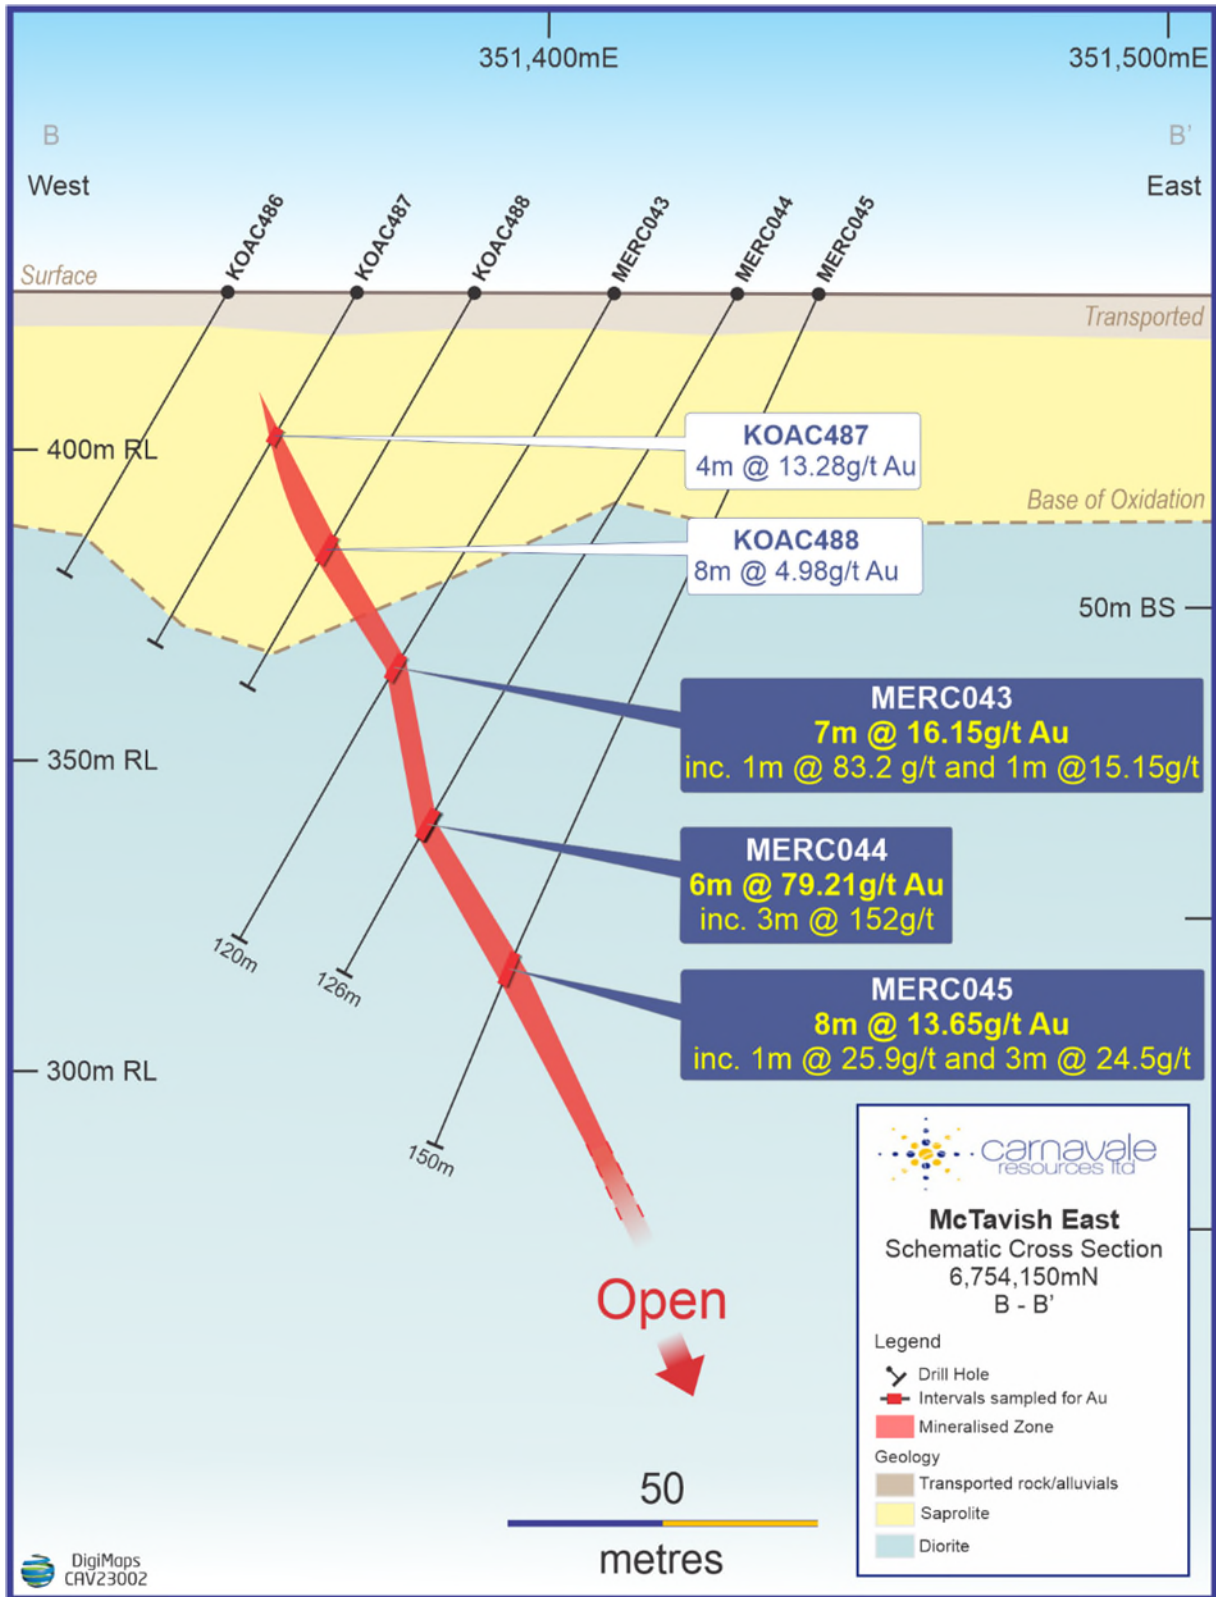 351,400mE
351,500mE
B
B'
West
East
KOAC486
KOAC487
KOAC488
MERC043
MERC044
MERC045
Surface
Transported
400m RL
KOAC487
4m @ 13.28g/t Au
Base of Oxidation
KOAC488
8m @ 4.98g/t Au
50m BS
MERC043
7m @ 16.15g/t Au
inc. 1m @ 83.2 g/t and 1m @15.15g/t
350m RL
MERC044
6m @ 79.21g/t Au
inc. 3m @ 152g/t
120m
126m
MERC045
8m @ 13.65g/t Au
inc. 1m @ 25.9g/t and 3m @ 24.5g/t
300m RL
150m
carnavale
resources ltd
McTavish East
Schematic Cross Section
6,754,150mN
B - B’
Open
Legend
Drill Hole
Intervals sampled for Au
Mineralised Zone
Geology
Transported rock/alluvials
Saprolite
Diorite
50
metres
DigiMaps
CAV23002